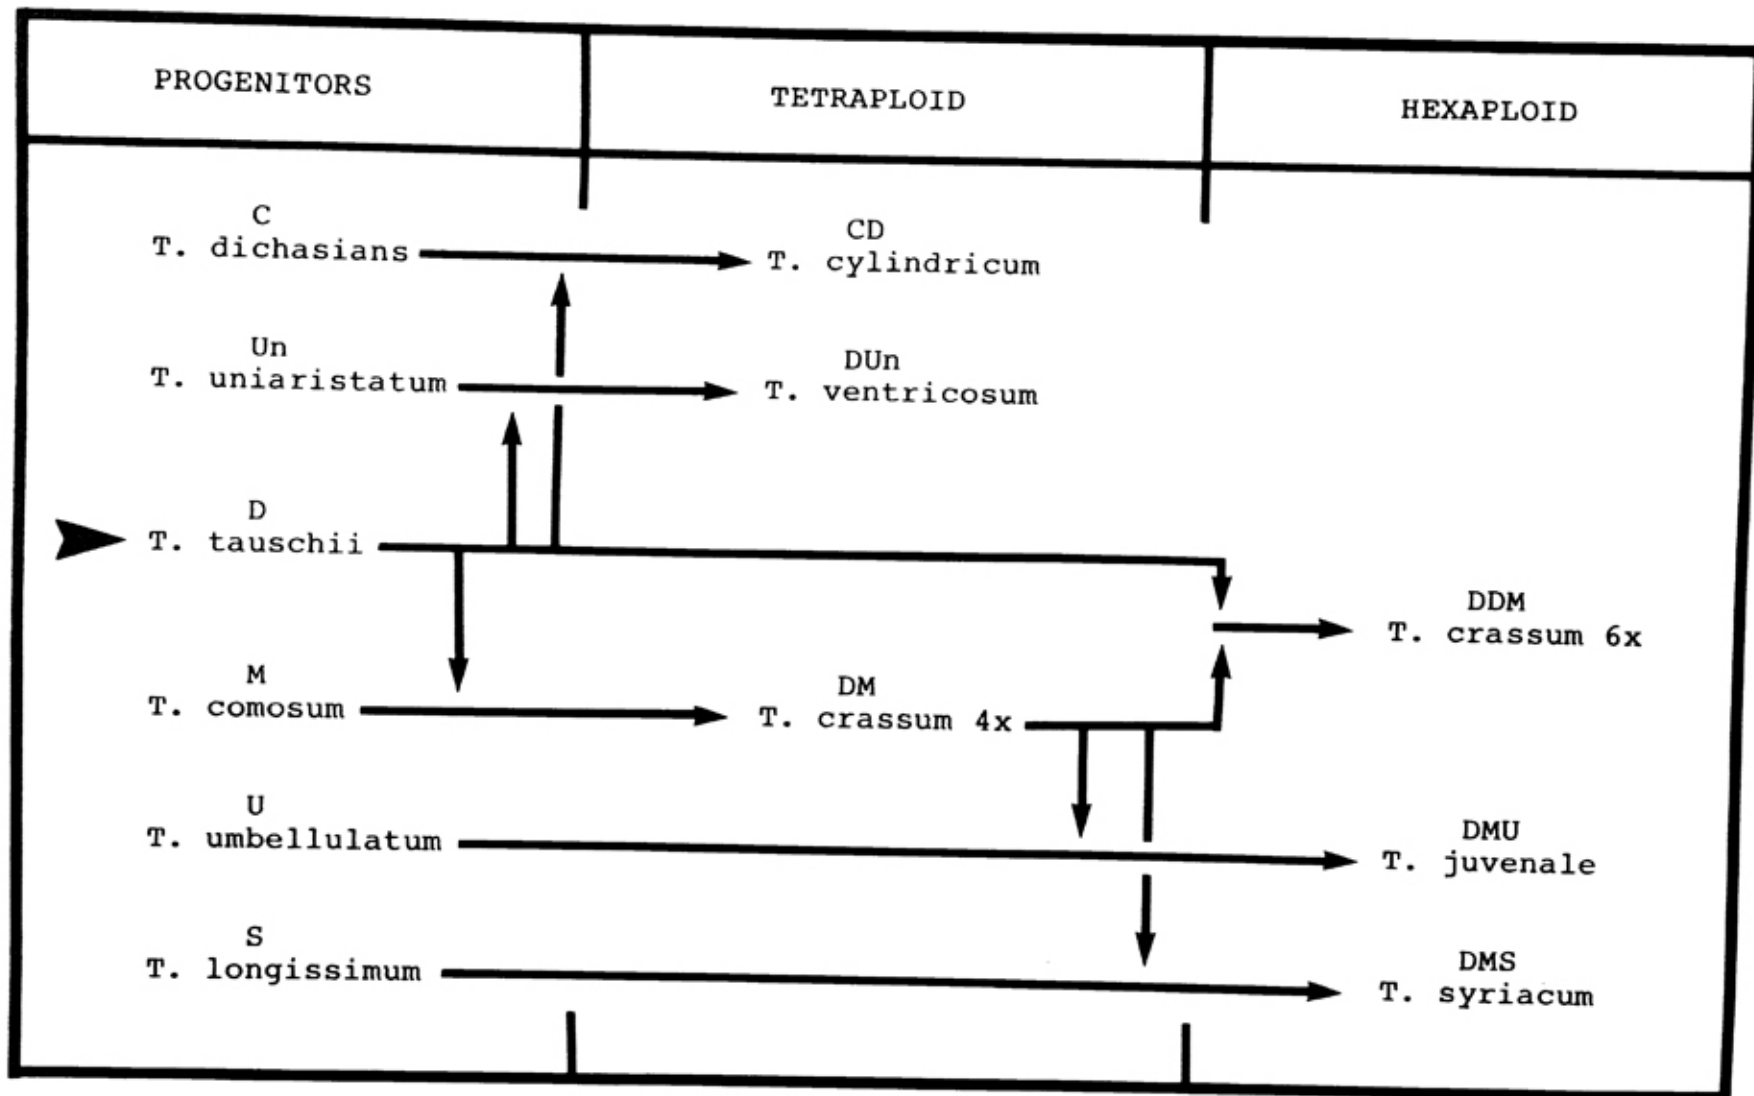 PROGENITORS
TETRAPLOID
HEXAPLOID
C
T. dichasians
CD
T. cylindricum
Un
T. uniaristatum
DUn
T. ventricosum
D
T. tauschii
DDM
T. crassum 6x
M
T. comosum
DM
T. crassum 4x
U
T. umbellulatum
DMU
T. juvenale
S
T. longissimum
DMS
T. syriacum